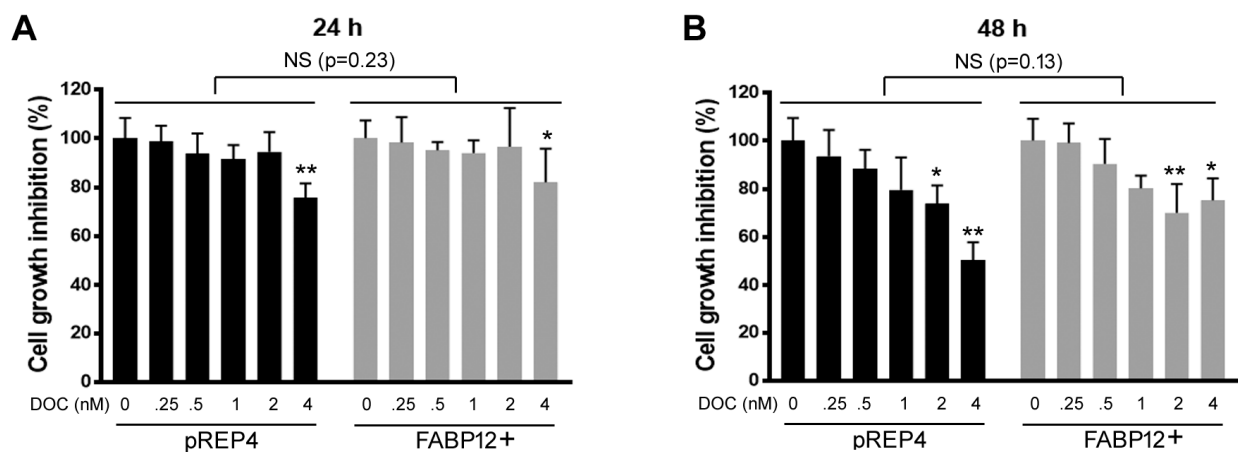 A
24 h
NS (p=0.23)
Cell growth inhibition (%)
120
100
80
60
40
20
0
**
*
DOC (nM) 0 .25 .5 1 2 4 0 .25 .5 1 2 4
pREP4 FABP12+
B
48 h
NS (p=0.13)
Cell growth inhibition (%)
120
100
80
60
40
20
0
*
**
**
*
DOC (nM) 0 .25 .5 1 2 4 0 .25 .5 1 2 4
pREP4 FABP12+